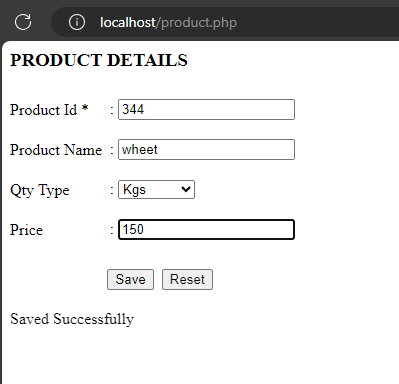 localhost/product.php
PRODUCT DETAILS
Product Id * : 344
Product Name : wheet
Qty Type : Kgs
Price : 150
Save Reset
Saved Successfully